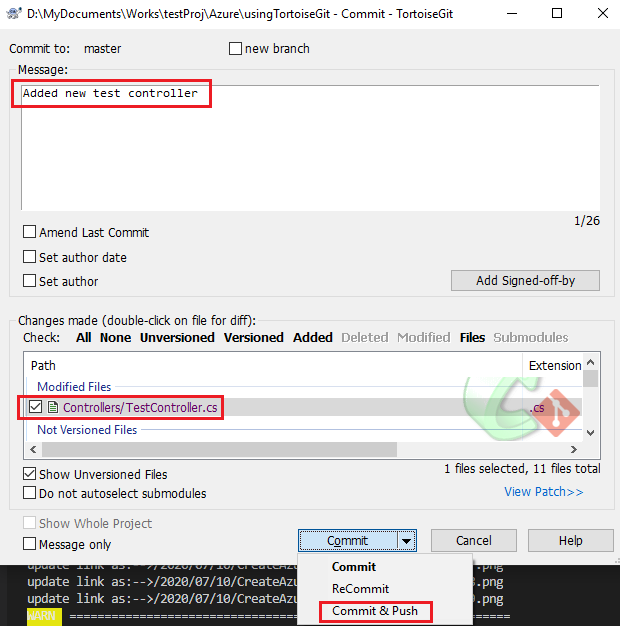 D:\MyDocuments\Works\testProj\Azure\usingTortoiseGit - Commit - TortoiseGit
Commit to: master new branch
Message:
Added new test controller
1/26
Amend Last Commit
Set author date
Set author
Add Signed-off-by
Changes made (double-click on file for diff):
Check: All None Unversioned Versioned Added Deleted Modified Files Submodules
Path Extension
Modified Files
Controllers/TestController.cs .cs
Not Versioned Files
Show Unversioned Files
1 files selected, 11 files total
Do not autoselect submodules
View Patch>>
Show Whole Project
Commit Cancel Help
Message only
Commit
update link as:-->/2020/07/10/CreateAzu .png
ReCommit
update link as:-->/2020/07/10/CreateAzu .png
Commit & Push
update link as:-->/2020/07/10/CreateAzu .png
WARN ==================================================